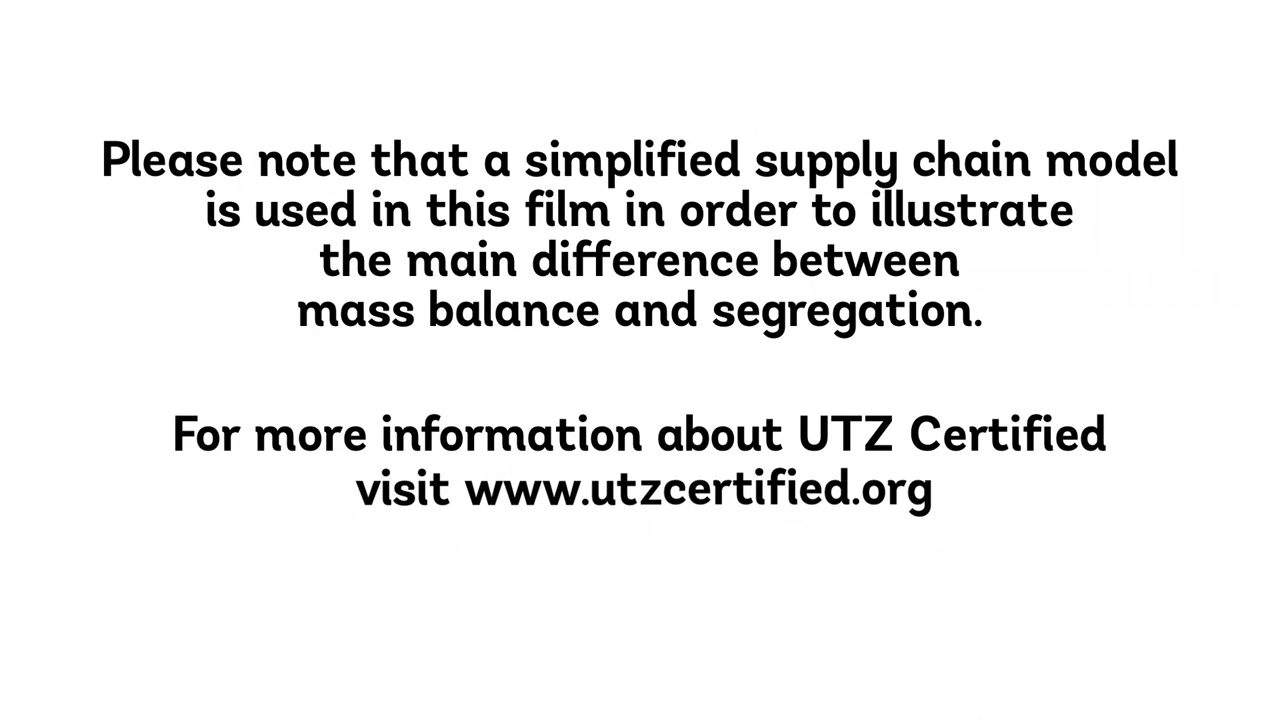 Please note that a simplified supply chain model
is used in this film in order to illustrate
the main difference between
mass balance and segregation.
For more information about UTZ Certified
visit www.utzcertified.org